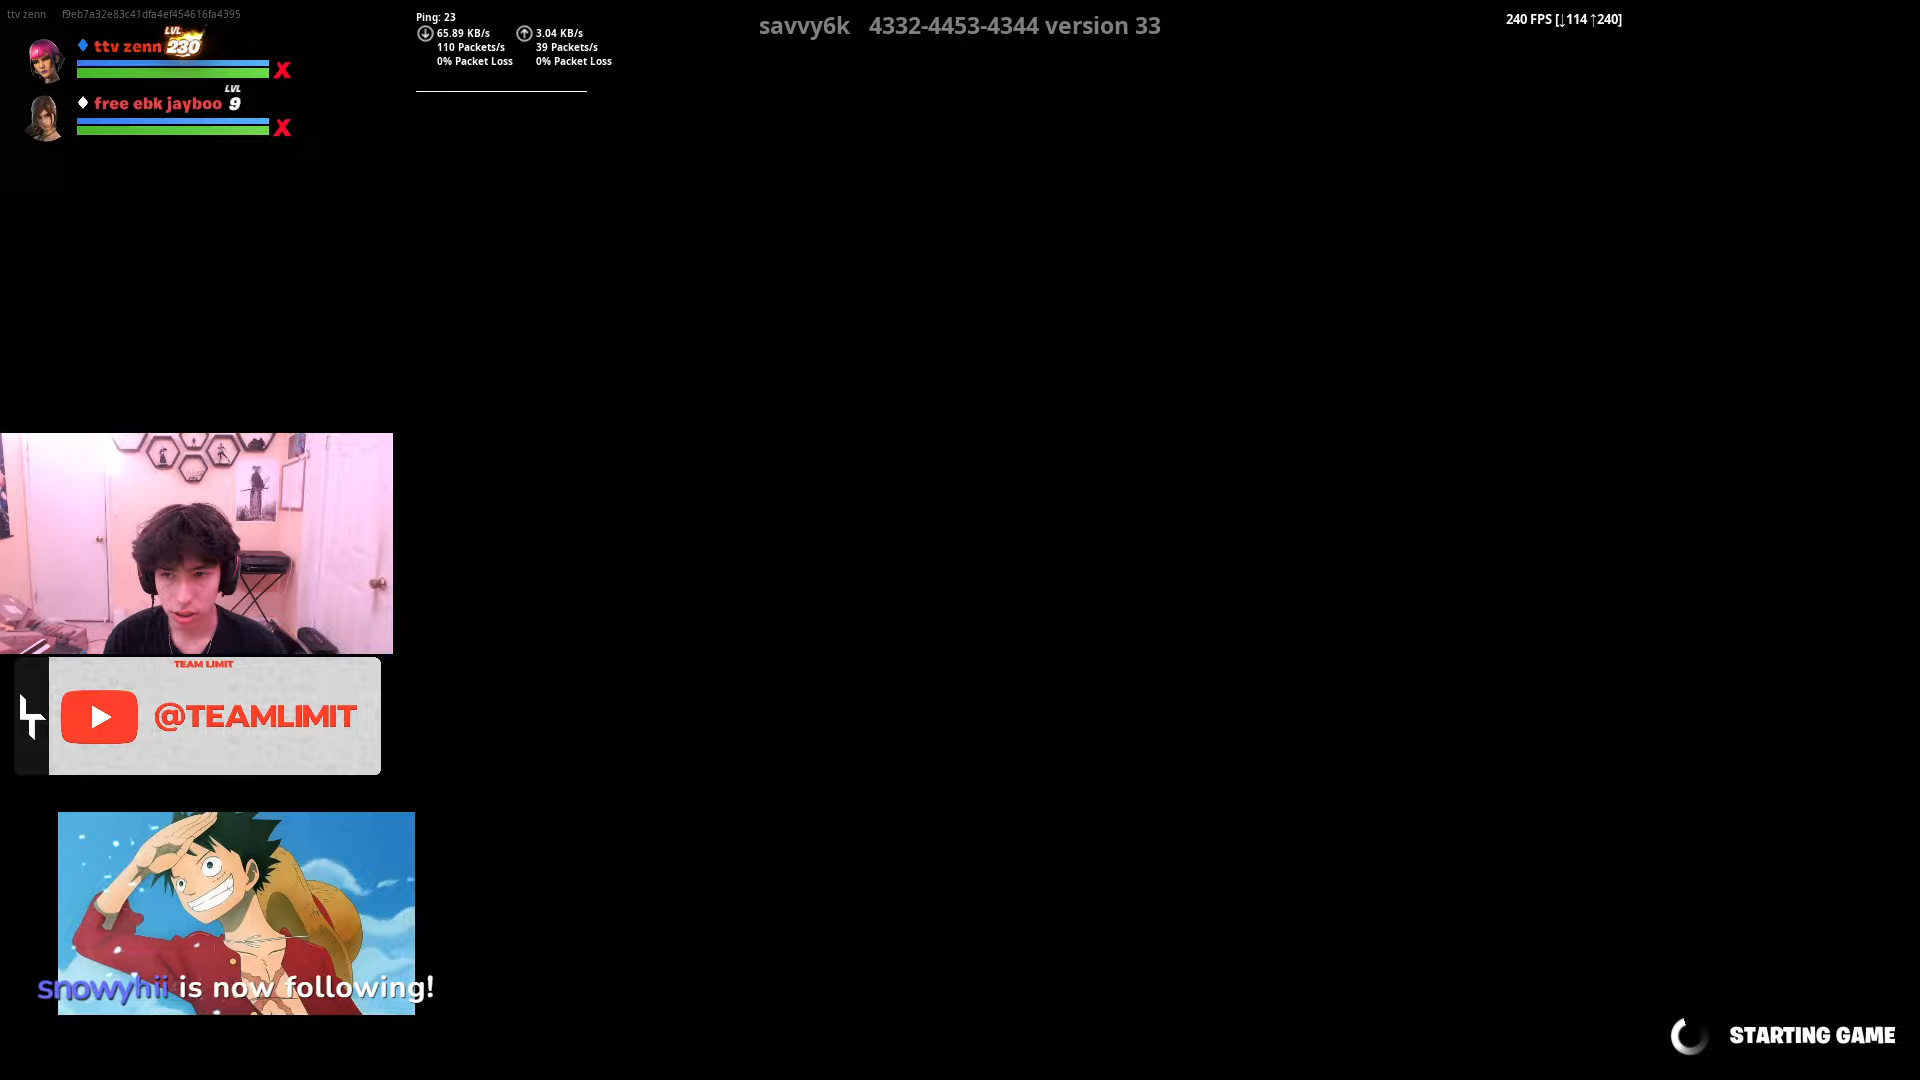 ttv zenn f9eb7a32e83c41dfa4ef454616fa4395
LVL
ttv zenn 230
X
LVL
free ebk jayboo 9
X
Ping: 23
65.89 KB/s 3.04 KB/s
110 Packets/s 39 Packets/s
0% Packet Loss 0% Packet Loss
savvy6k 4332-4453-4344 version 33
240 FPS [↓114 ↑240]
TEAM LIMIT
@TEAMLIMIT
snowyhii is now following!
STARTING GAME